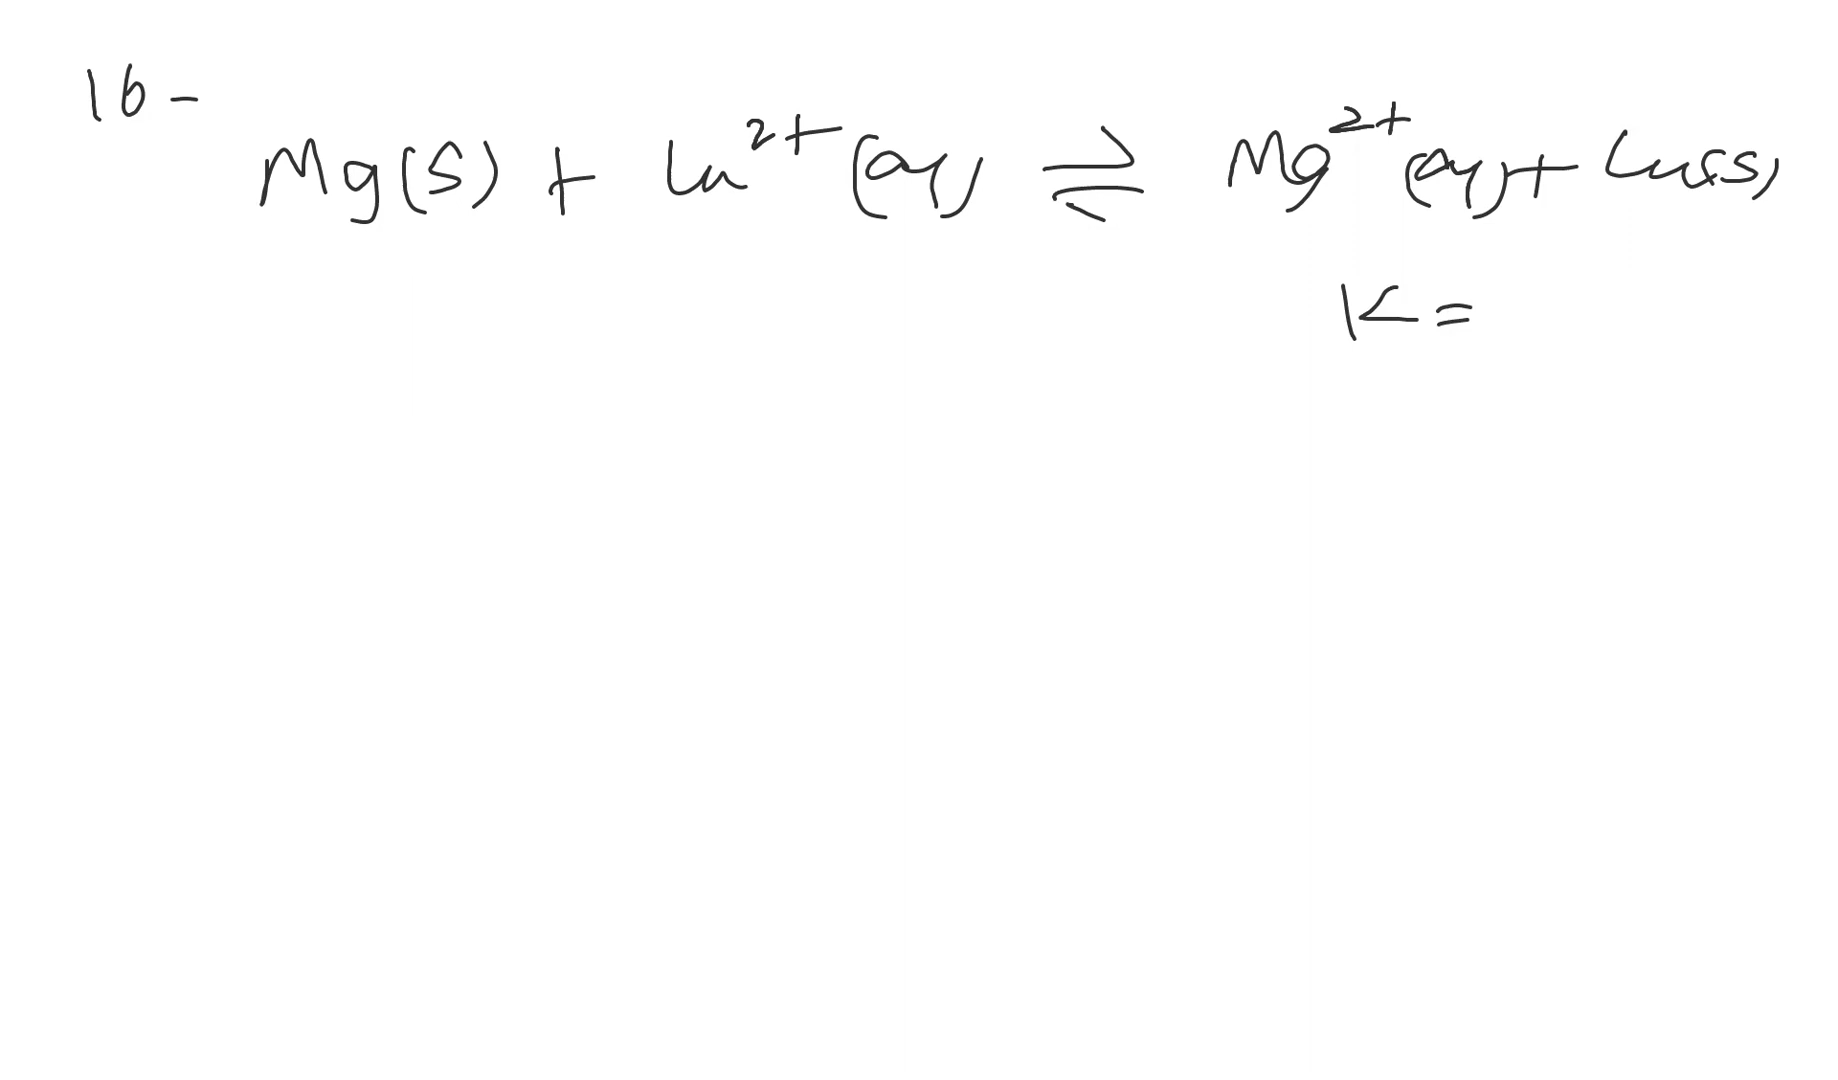 16-
Mg(s) + Cu²⁺(aq) ⇌ Mg²⁺(aq) + Cu(s)
K =